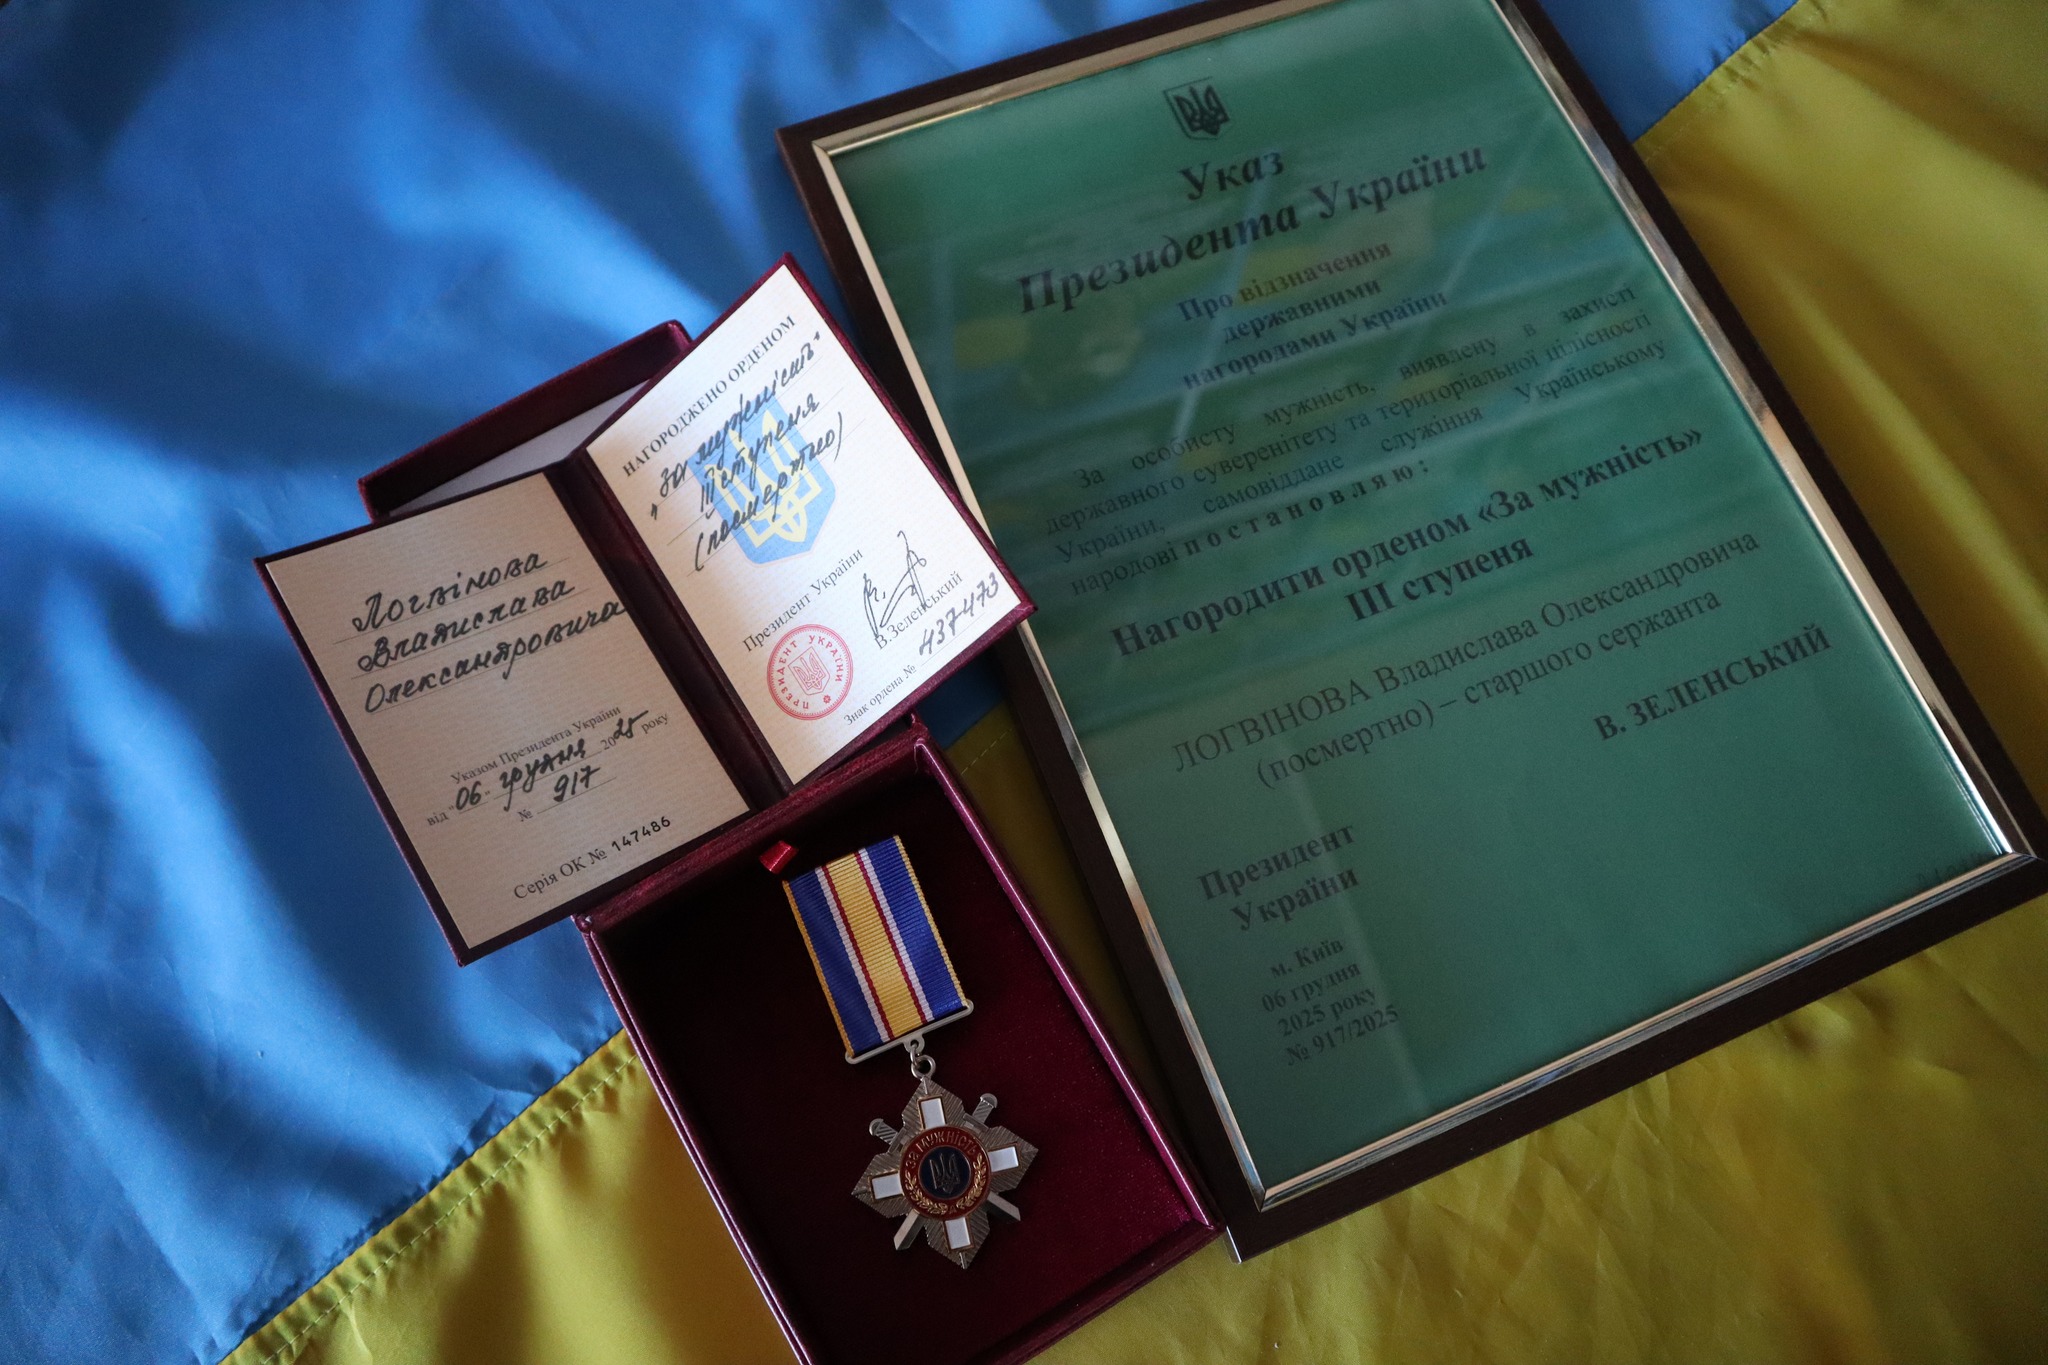 Логвінова
Владислава
Олександровича
Указом Президента України
від "06" грудня 2025 року
№ 917
Серія ОК № 147486
НАГОРОДЖЕНО ОРДЕНОМ
"За мужність"
ІІІ ступеня
(посмертно)
Президент України
В.Зеленський
ПРЕЗИДЕНТ УКРАЇНИ
Знак ордена № 437473
ЗА МУЖНІСТЬ
Указ
Президента України
Про відзначення
державними
нагородами України
За особисту мужність, виявлену в захисті
державного суверенітету та територіальної цілісності
України, самовіддане служіння Українському
народові п о с т а н о в л я ю :
Нагородити орденом «За мужність»
ІІІ ступеня
ЛОГВІНОВА Владислава Олександровича
(посмертно) – старшого сержанта
В. ЗЕЛЕНСЬКИЙ
Президент
України
м. Київ
06 грудня
2025 року
№ 917/2025